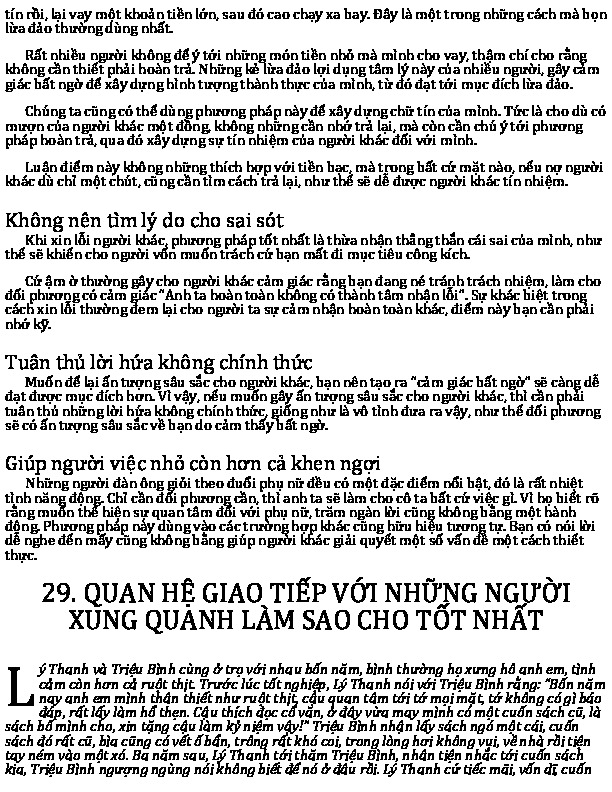 tín rồi, lại vay một khoản tiền lớn, sau đó cao chạy xa bay. Đây là một trong những cách mà bọn
lừa đảo thường dùng nhất.
Rất nhiều người không để ý tới những món tiền nhỏ mà mình cho vay, thậm chí cho rằng
không cần thiết phải hoàn trả. Những kẻ lừa đảo lợi dụng tâm lý này của nhiều người, gây cảm
giác bất ngờ để xây dựng hình tượng thành thực của mình, từ đó đạt tới mục đích lừa đảo.
Chúng ta cũng có thể dùng phương pháp này để xây dựng chữ tín của mình. Tức là cho dù có
mượn của người khác một đồng, không những cần nhớ trả lại, mà còn cần chú ý tới phương
pháp hoàn trả, qua đó xây dựng sự tín nhiệm của người khác đối với mình.
Luận điểm này không những thích hợp với tiền bạc, mà trong bất cứ mặt nào, nếu nợ người
khác dù chỉ một chút, cũng cần tìm cách trả lại, như thế sẽ dễ được người khác tín nhiệm.
Không nên tìm lý do cho sai sót
Khi xin lỗi người khác, phương pháp tốt nhất là thừa nhận thẳng thắn cái sai của mình, như
thế sẽ khiến cho người vốn muốn trách cứ bạn mất đi mục tiêu công kích.
Cứ ậm ờ thường gây cho người khác cảm giác rằng bạn đang né tránh trách nhiệm, làm cho
đối phương có cảm giác “Anh ta hoàn toàn không có thành tâm nhận lỗi”. Sự khác biệt trong
cách xin lỗi thường đem lại cho người ta sự cảm nhận hoàn toàn khác, điểm này bạn cần phải
nhớ kỹ.
Tuân thủ lời hứa không chính thức
Muốn để lại ấn tượng sâu sắc cho người khác, bạn nên tạo ra “cảm giác bất ngờ” sẽ càng dễ
đạt được mục đích hơn. Vì vậy, nếu muốn gây ấn tượng sâu sắc cho người khác, thì cần phải
tuân thủ những lời hứa không chính thức, giống như là vô tình đưa ra vậy, như thế đối phương
sẽ có ấn tượng sâu sắc về bạn do cảm thấy bất ngờ.
Giúp người việc nhỏ còn hơn cả khen ngợi
Những người đàn ông giỏi theo đuổi phụ nữ đều có một đặc điểm nổi bật, đó là rất nhiệt
tình năng động. Chỉ cần đối phương cần, thì anh ta sẽ làm cho cô ta bất cứ việc gì. Vì họ biết rõ
rằng muốn thể hiện sự quan tâm đối với phụ nữ, trăm ngàn lời cũng không bằng một hành
động. Phương pháp này dùng vào các trường hợp khác cũng hữu hiệu tương tự. Bạn có nói lời
dễ nghe đến mấy cũng không bằng giúp người khác giải quyết một số vấn đề một cách thiết
thực.
29. QUAN HỆ GIAO TIẾP VỚI NHỮNG NGƯỜI
XUNG QUANH LÀM SAO CHO TỐT NHẤT
Lý Thanh và Triệu Bình cùng ở trọ với nhau bốn năm, bình thường họ xưng hô anh em, tình
cảm còn hơn cả ruột thịt. Trước lúc tốt nghiệp, Lý Thanh nói với Triệu Bình rằng: “Bốn năm
nay anh em mình thân thiết như ruột thịt, cậu quan tâm tới tớ mọi mặt, tớ không có gì báo
đáp, rất lấy làm hổ thẹn. Cậu thích đọc cổ văn, ở đây vừa may mình có một cuốn sách cũ, là
sách bố mình cho, xin tặng cậu làm kỷ niệm vậy!” Triệu Bình nhận lấy sách ngó một cái, cuốn
sách đó rất cũ, bìa cũng có vết ố bẩn, trông rất khó coi, trong lòng hơi không vui, về nhà rồi tiện
tay ném vào một xó. Ba năm sau, Lý Thanh tới thăm Triệu Bình, nhân tiện nhắc tới cuốn sách
kia, Triệu Bình ngượng ngùng nói không biết để nó ở đâu rồi. Lý Thanh cứ tiếc mãi, vốn dĩ, cuốn